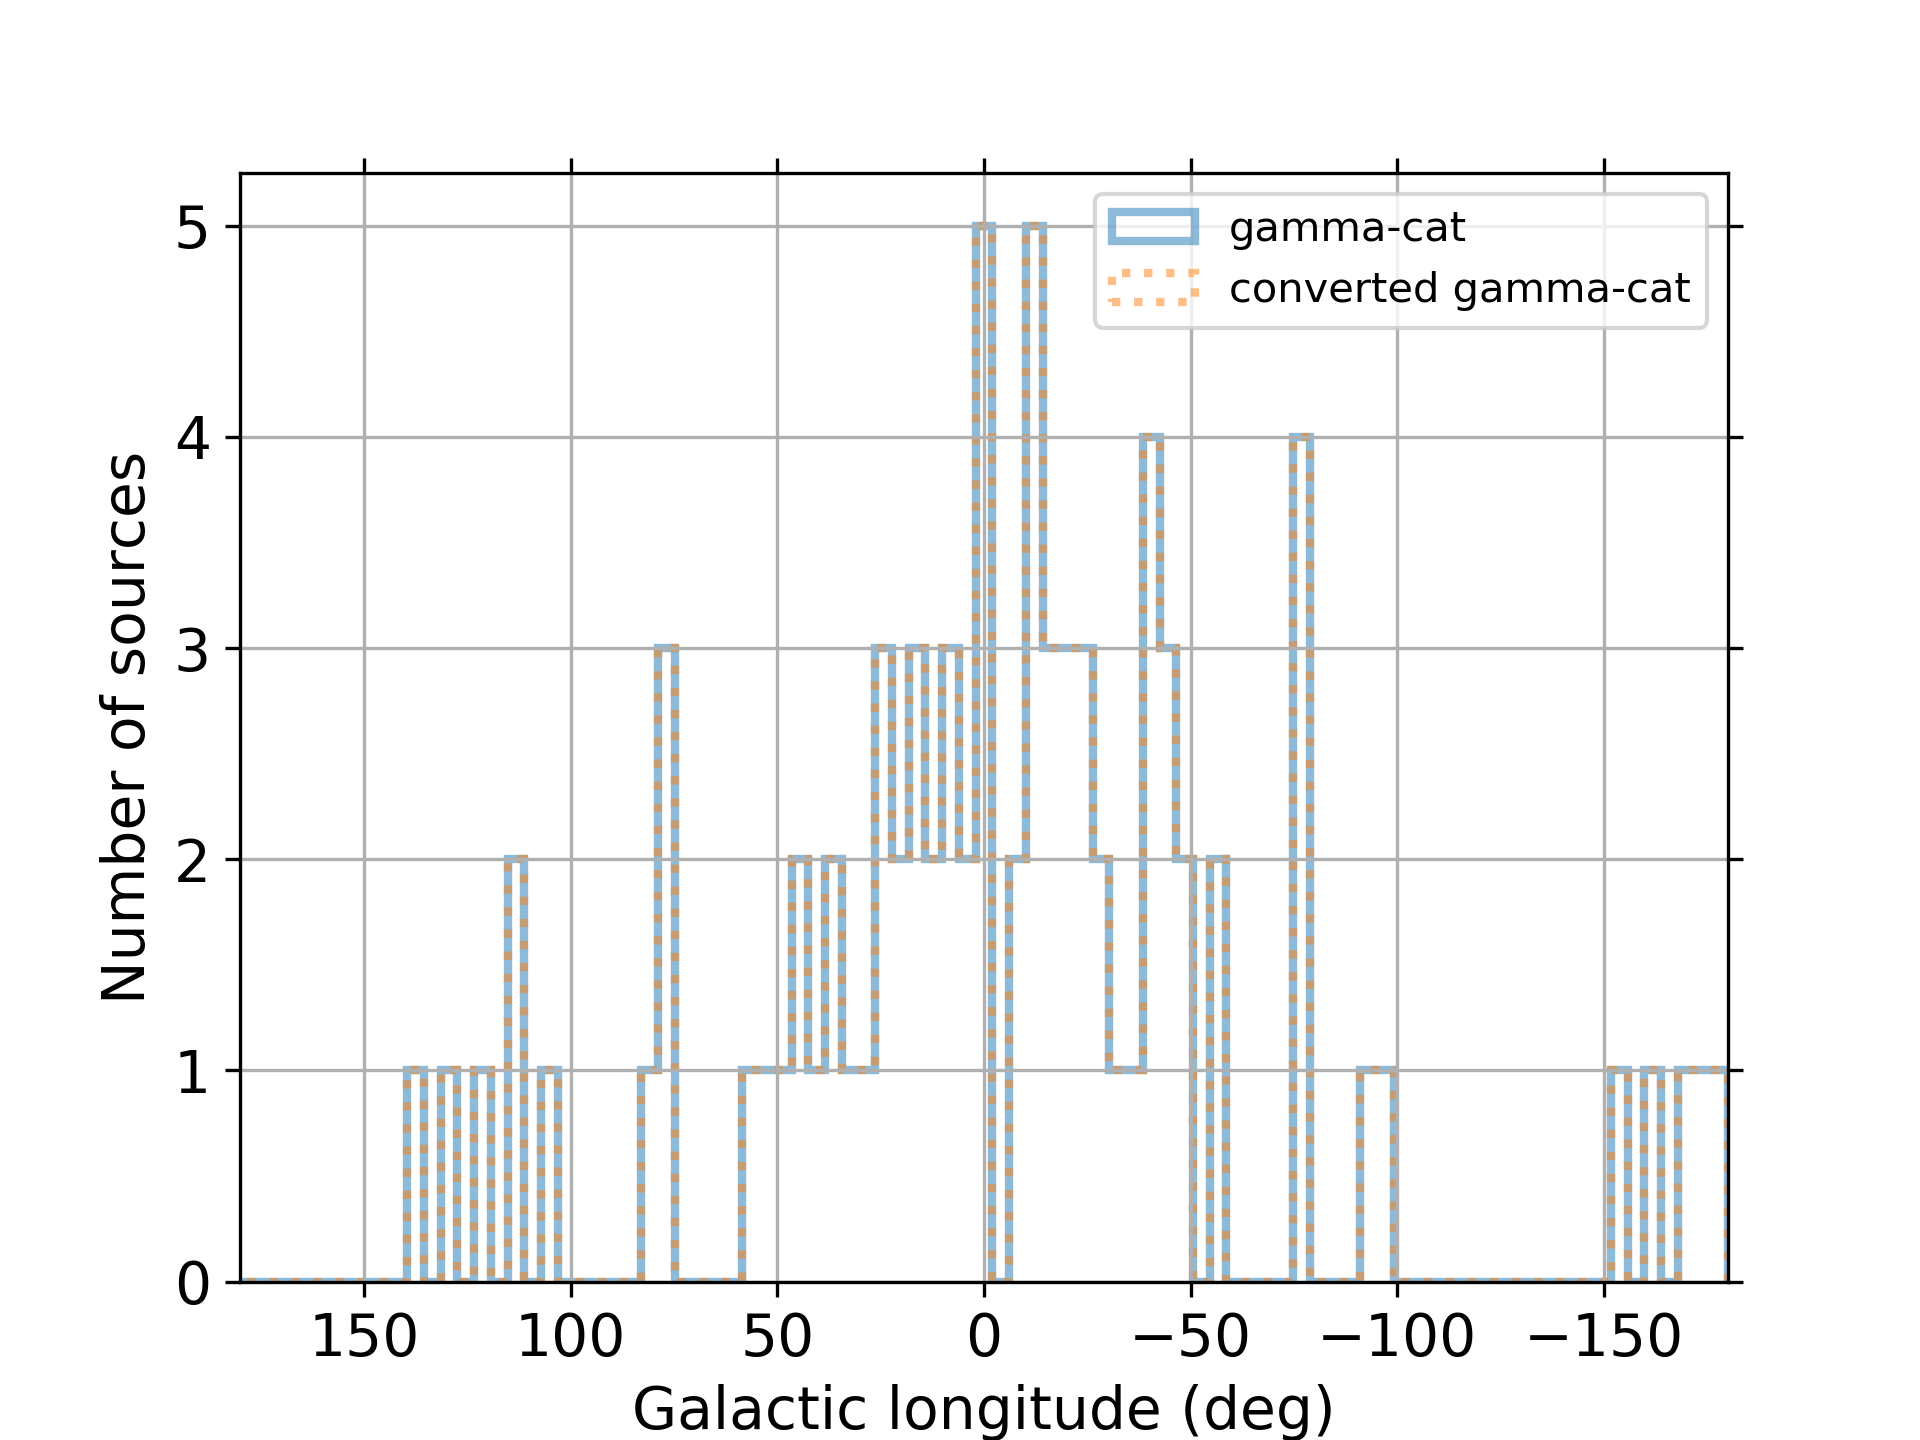 gamma-cat
converted gamma-cat
5
4
3
2
1
0
Number of sources
150 100 50 0 −50 −100 −150
Galactic longitude (deg)